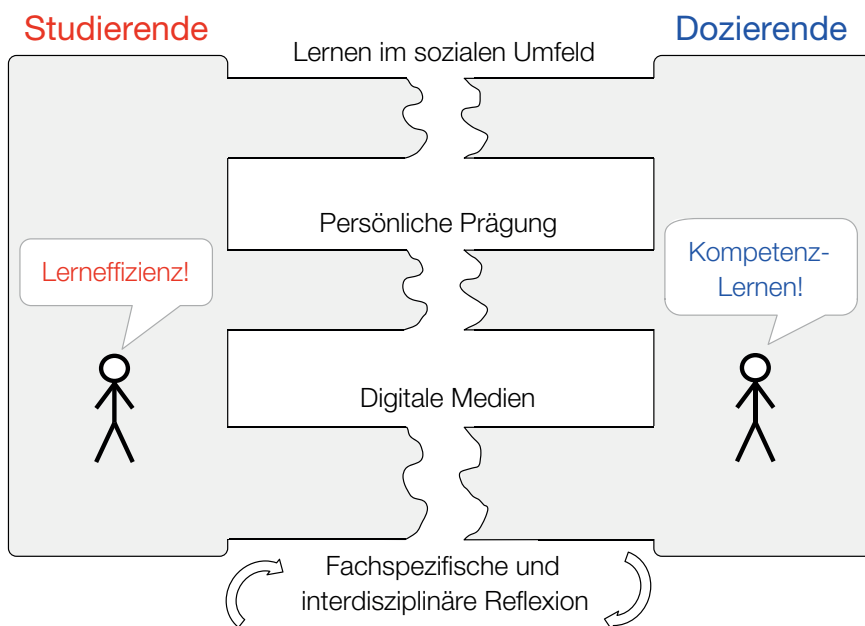 Studierende
Dozierende
Lernen im sozialen Umfeld
Persönliche Prägung
Lerneffizienz!
Kompetenz-
Lernen!
Digitale Medien
Fachspezifische und
interdisziplinäre Reflexion